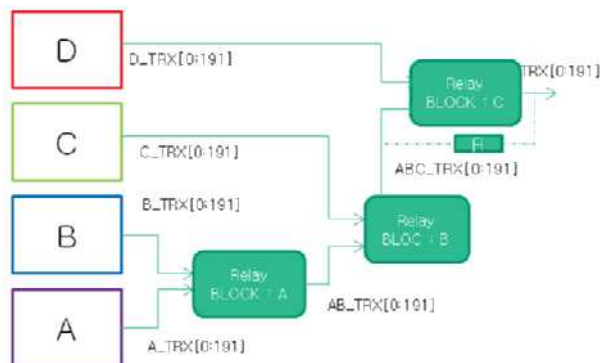 D
D_TRX[0:191]
Relay
BLOCK : C
TRX[0:191]
C
C_TRX[0:191]
R
ABC_TRX[0:191]
B_TRX[0:191]
B
Relay
BLOC : B
Relay
BLOCK : A
AB_TRX[0:191]
A
A_TRX[0:191]